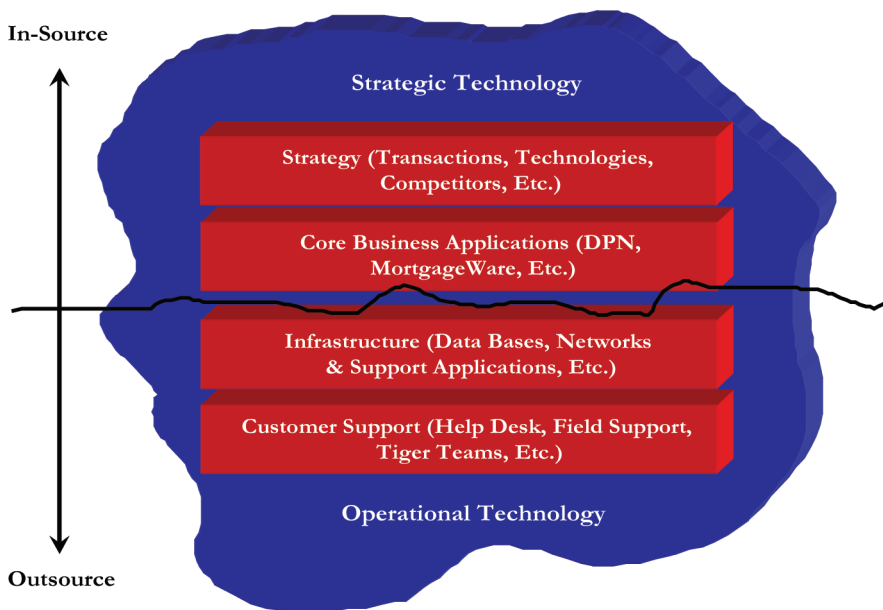 In-Source
Strategic Technology
Strategy (Transactions, Technologies,
Competitors, Etc.)
Core Business Applications (DPN,
MortgageWare, Etc.)
Infrastructure (Data Bases, Networks
& Support Applications, Etc.)
Customer Support (Help Desk, Field Support,
Tiger Teams, Etc.)
Operational Technology
Outsource